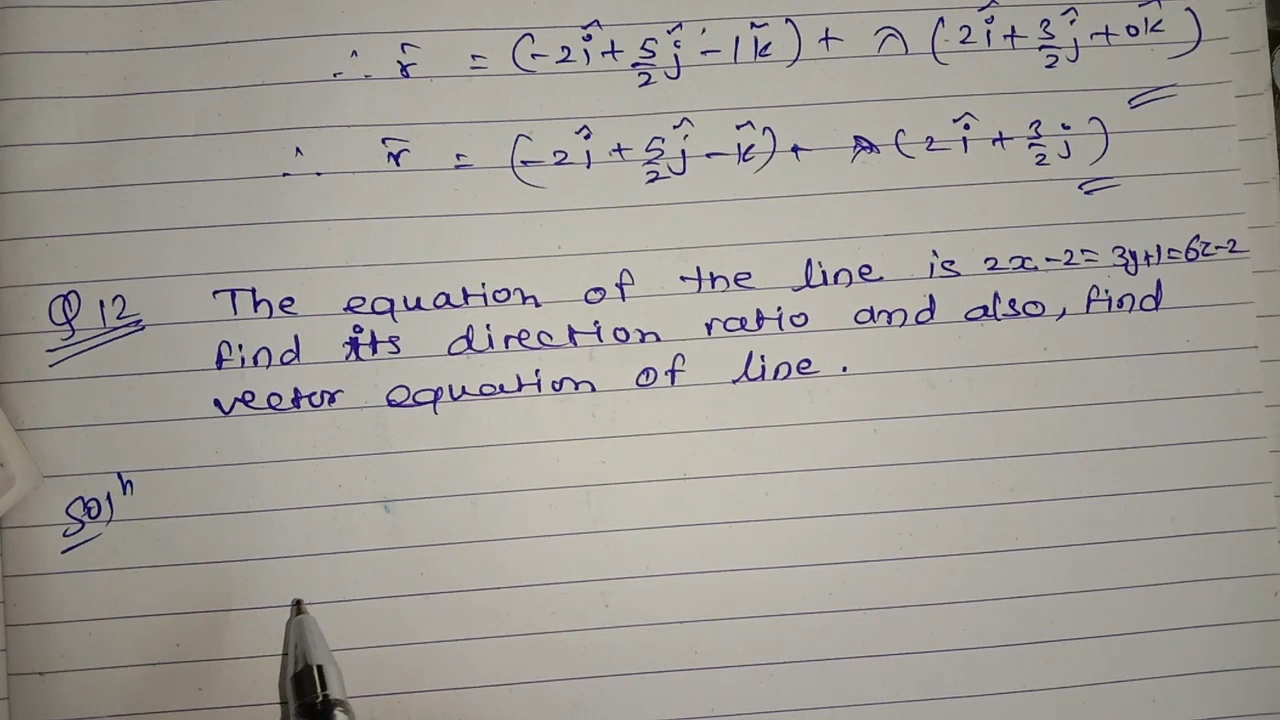 ∴ r̄ = (-2î + 5/2 ĵ - 1k̂) + λ (2î + 3/2 ĵ + 0k̂)
∴ r̄ = (-2î + 5/2 ĵ - k̂) + λ (2î + 3/2 j)
Q 12 The equation of the line is 2x-2=3y+1=6z-2
find its direction ratio and also, find
vector equation of line.
Solⁿ